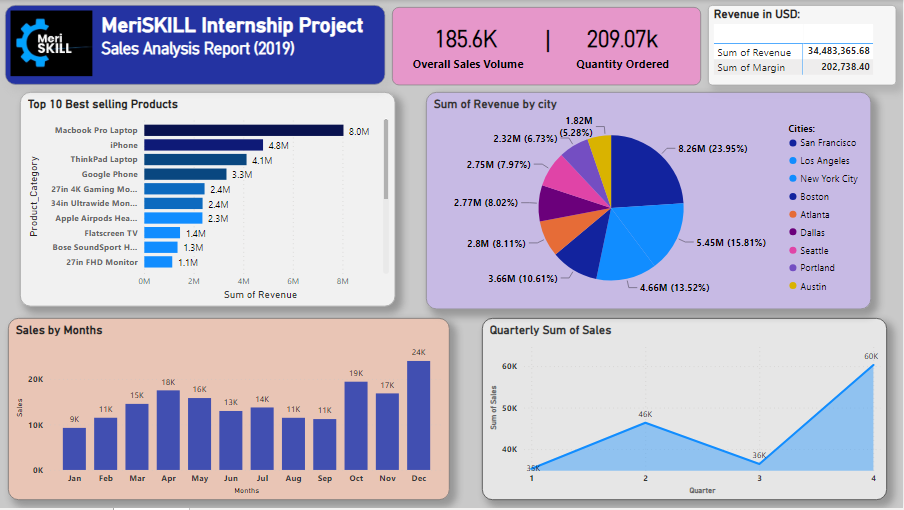 Meri
SKILL
MeriSKILL Internship Project
Sales Analysis Report (2019)
185.6K | 209.07k
Overall Sales Volume Quantity Ordered
Revenue in USD:
Sum of Revenue 34,483,365.68
Sum of Margin 202,738.40
Top 10 Best selling Products
Product_Category
Macbook Pro Laptop 8.0M
iPhone 4.8M
ThinkPad Laptop 4.1M
Google Phone 3.3M
27in 4K Gaming Mo... 2.4M
34in Ultrawide Mon... 2.4M
Apple Airpods Hea... 2.3M
Flatscreen TV 1.4M
Bose SoundSport H... 1.3M
27in FHD Monitor 1.1M
0M 2M 4M 6M 8M
Sum of Revenue
Sum of Revenue by city
8.26M (23.95%)
5.45M (15.81%)
4.66M (13.52%)
3.66M (10.61%)
2.8M (8.11%)
2.77M (8.02%)
2.75M (7.97%)
2.32M (6.73%)
1.82M
(5.28%)
Cities:
San Francisco
Los Angeles
New York City
Boston
Atlanta
Dallas
Seattle
Portland
Austin
Sales by Months
Sales
20K
10K
0K
9K 11K 15K 18K 16K 13K 14K 11K 11K 19K 17K 24K
Jan Feb Mar Apr May Jun Jul Aug Sep Oct Nov Dec
Months
Quarterly Sum of Sales
Sum of Sales
60K
50K
40K
35K 46K 36K 60K
1 2 3 4
Quarter